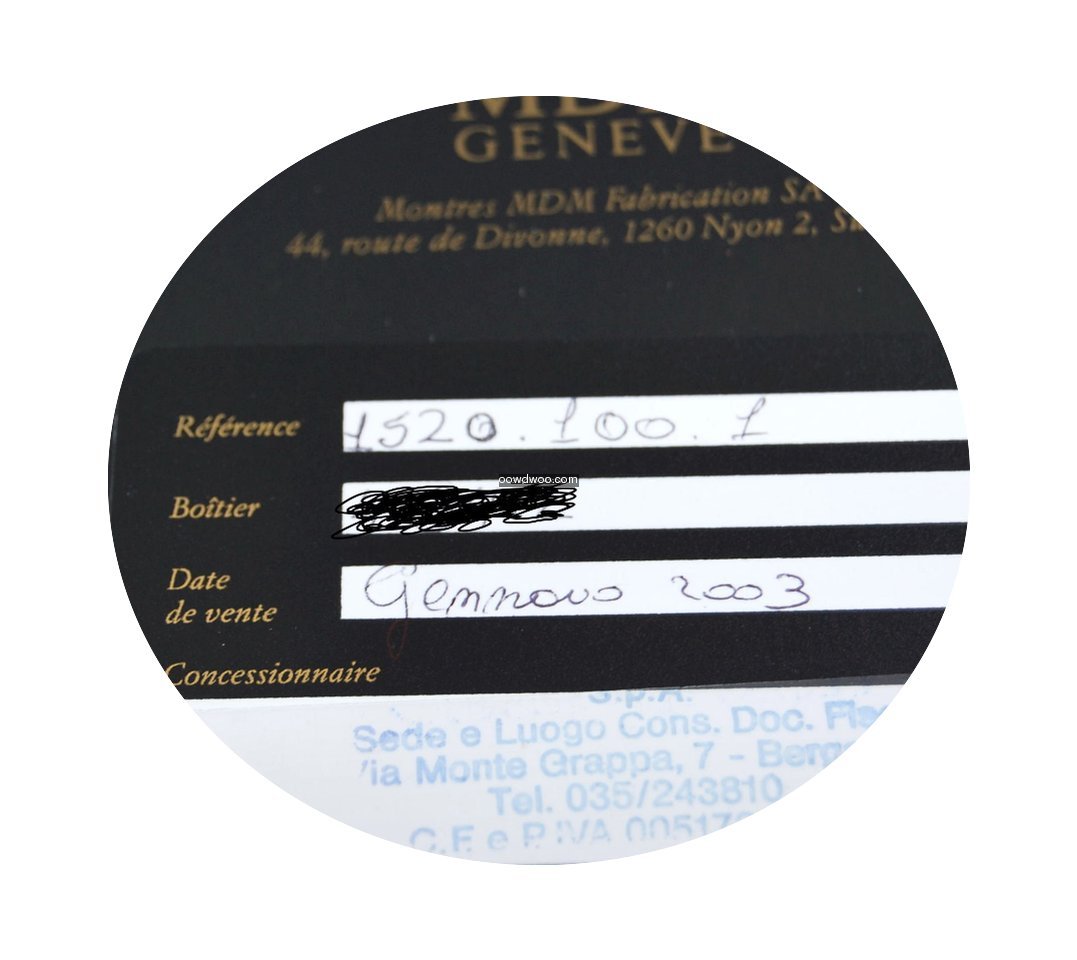 GENEVE
Montres MDM Fabrication SA
44, route de Divonne, 1260 Nyon 2,
Référence 1520.100.1
oowdwoo.com
Boîtier
Date
de vente Gennaio 2003
Concessionnaire
S.p.A.
Sede e Luogo Cons. Doc.
Monte Grappa, 7 -
Tel. 035/243810
C.F. e P.IVA